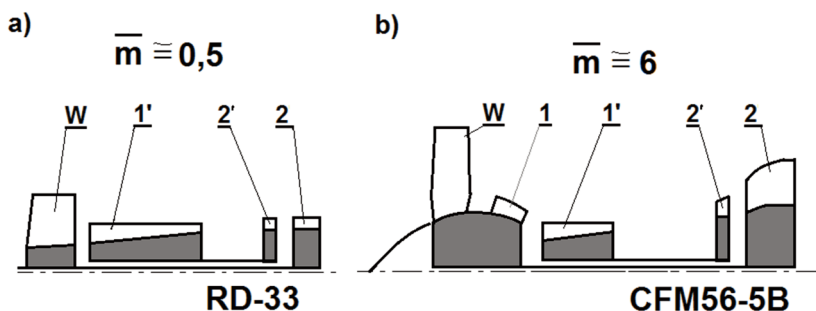 a)
m̅ ≅ 0,5
W 1' 2' 2
RD-33
b)
m̅ ≅ 6
W 1 1' 2' 2
CFM56-5B